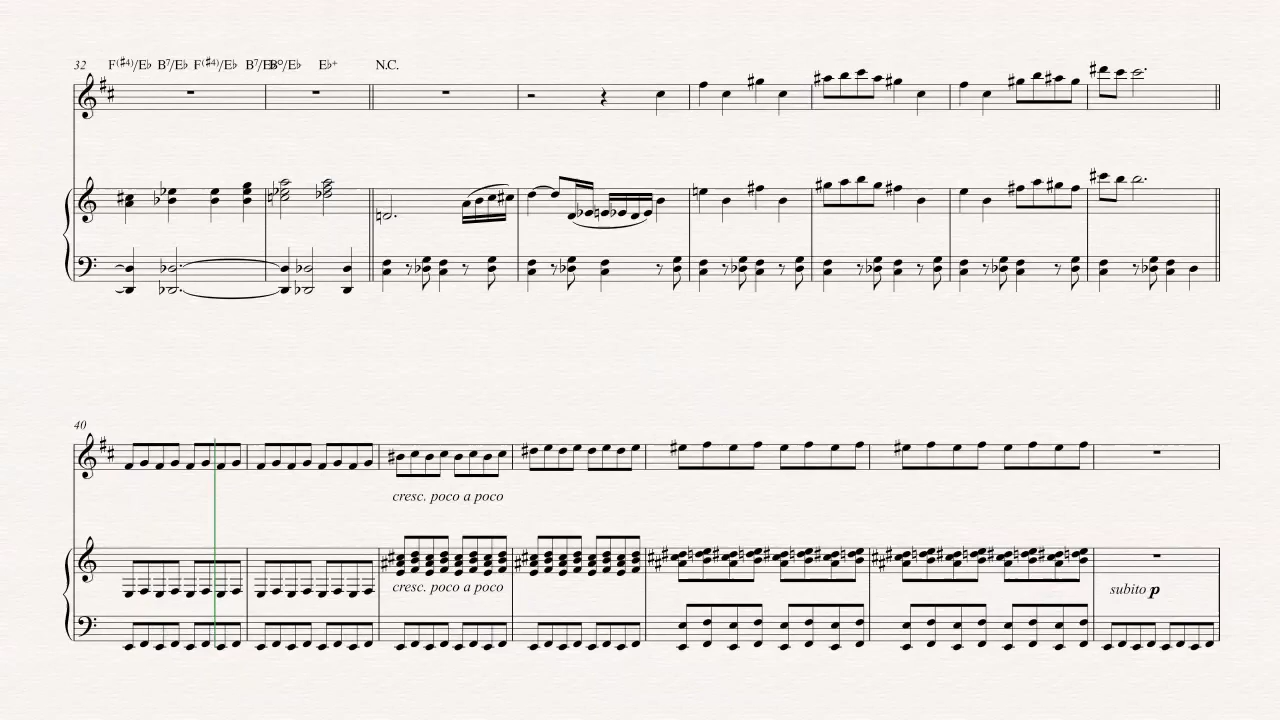 32 F(♯4)/E♭ B7/E♭ F(♯4)/E♭ B7/E♭ B°/E♭ E♭+ N.C.
40
cresc. poco a poco
cresc. poco a poco
subito p